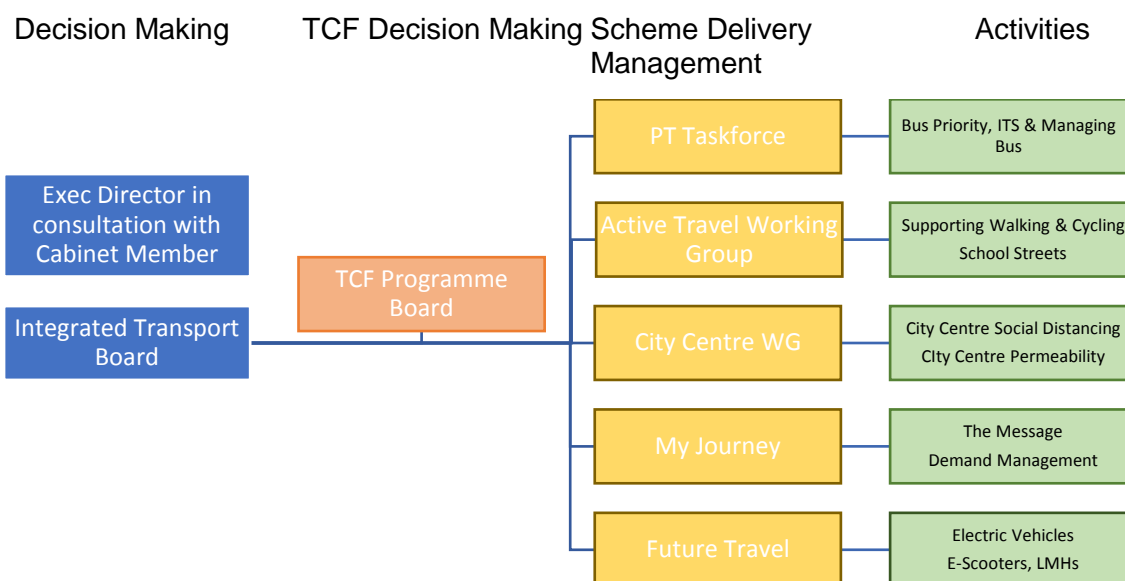 Decision Making
TCF Decision Making
Scheme Delivery
Management
Activities
Exec Director in
consultation with
Cabinet Member
Integrated Transport
Board
TCF Programme
Board
PT Taskforce
Bus Priority, ITS & Managing
Bus
Active Travel Working
Group
Supporting Walking & Cycling
School Streets
City Centre WG
City Centre Social Distancing
CIty Centre Permeability
My Journey
The Message
Demand Management
Future Travel
Electric Vehicles
E-Scooters, LMHs